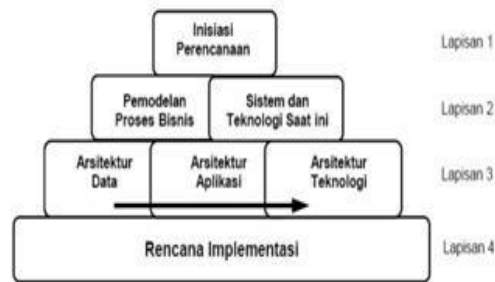 Inisiasi
Perencanaan
Lapisan 1
Pemodelan
Proses Bisnis
Sistem dan
Teknologi Saat ini
Lapisan 2
Arsitektur
Data
Arsitektur
Aplikasi
Arsitektur
Teknologi
Lapisan 3
Rencana Implementasi
Lapisan 4